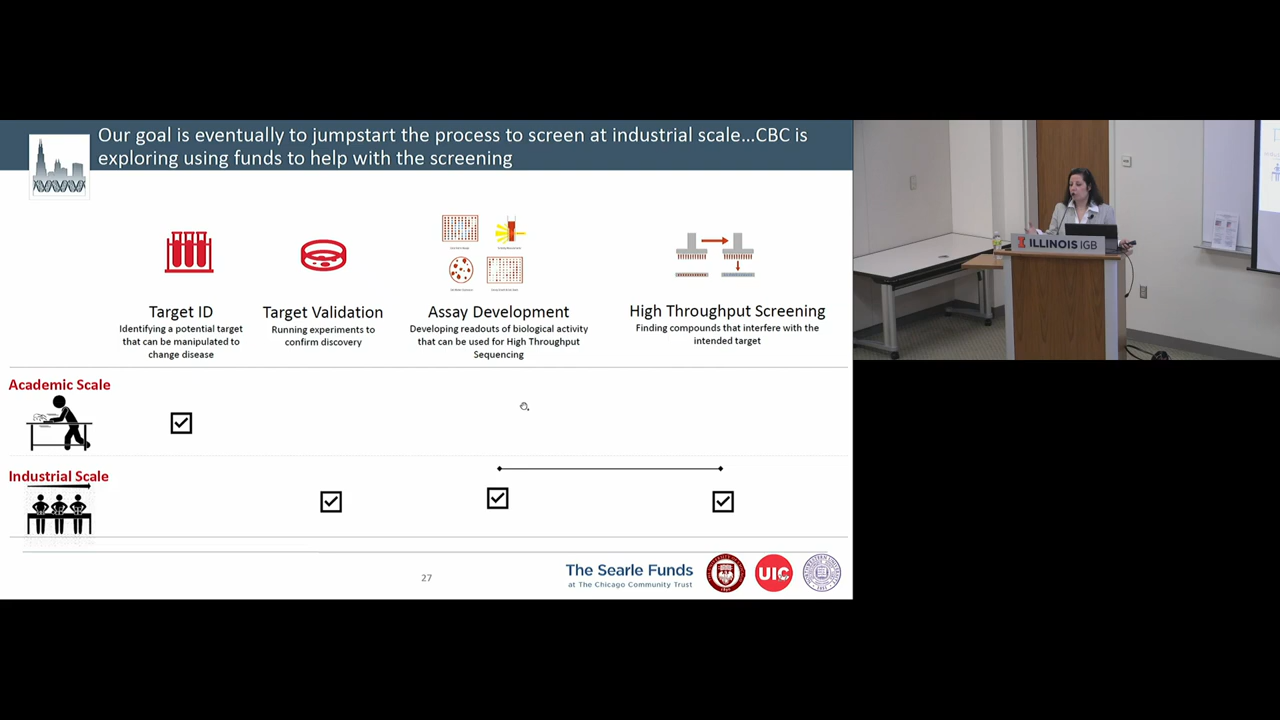 Our goal is eventually to jumpstart the process to screen at industrial scale...CBC is
exploring using funds to help with the screening
Target ID
Identifying a potential target
that can be manipulated to
change disease
Target Validation
Running experiments to
confirm discovery
Assay Development
Developing readouts of biological activity
that can be used for High Throughput
Sequencing
High Throughput Screening
Finding compounds that interfere with the
intended target
Academic Scale
Industrial Scale
27
The Searle Funds
at The Chicago Community Trust
UIC
ILLINOIS IGB